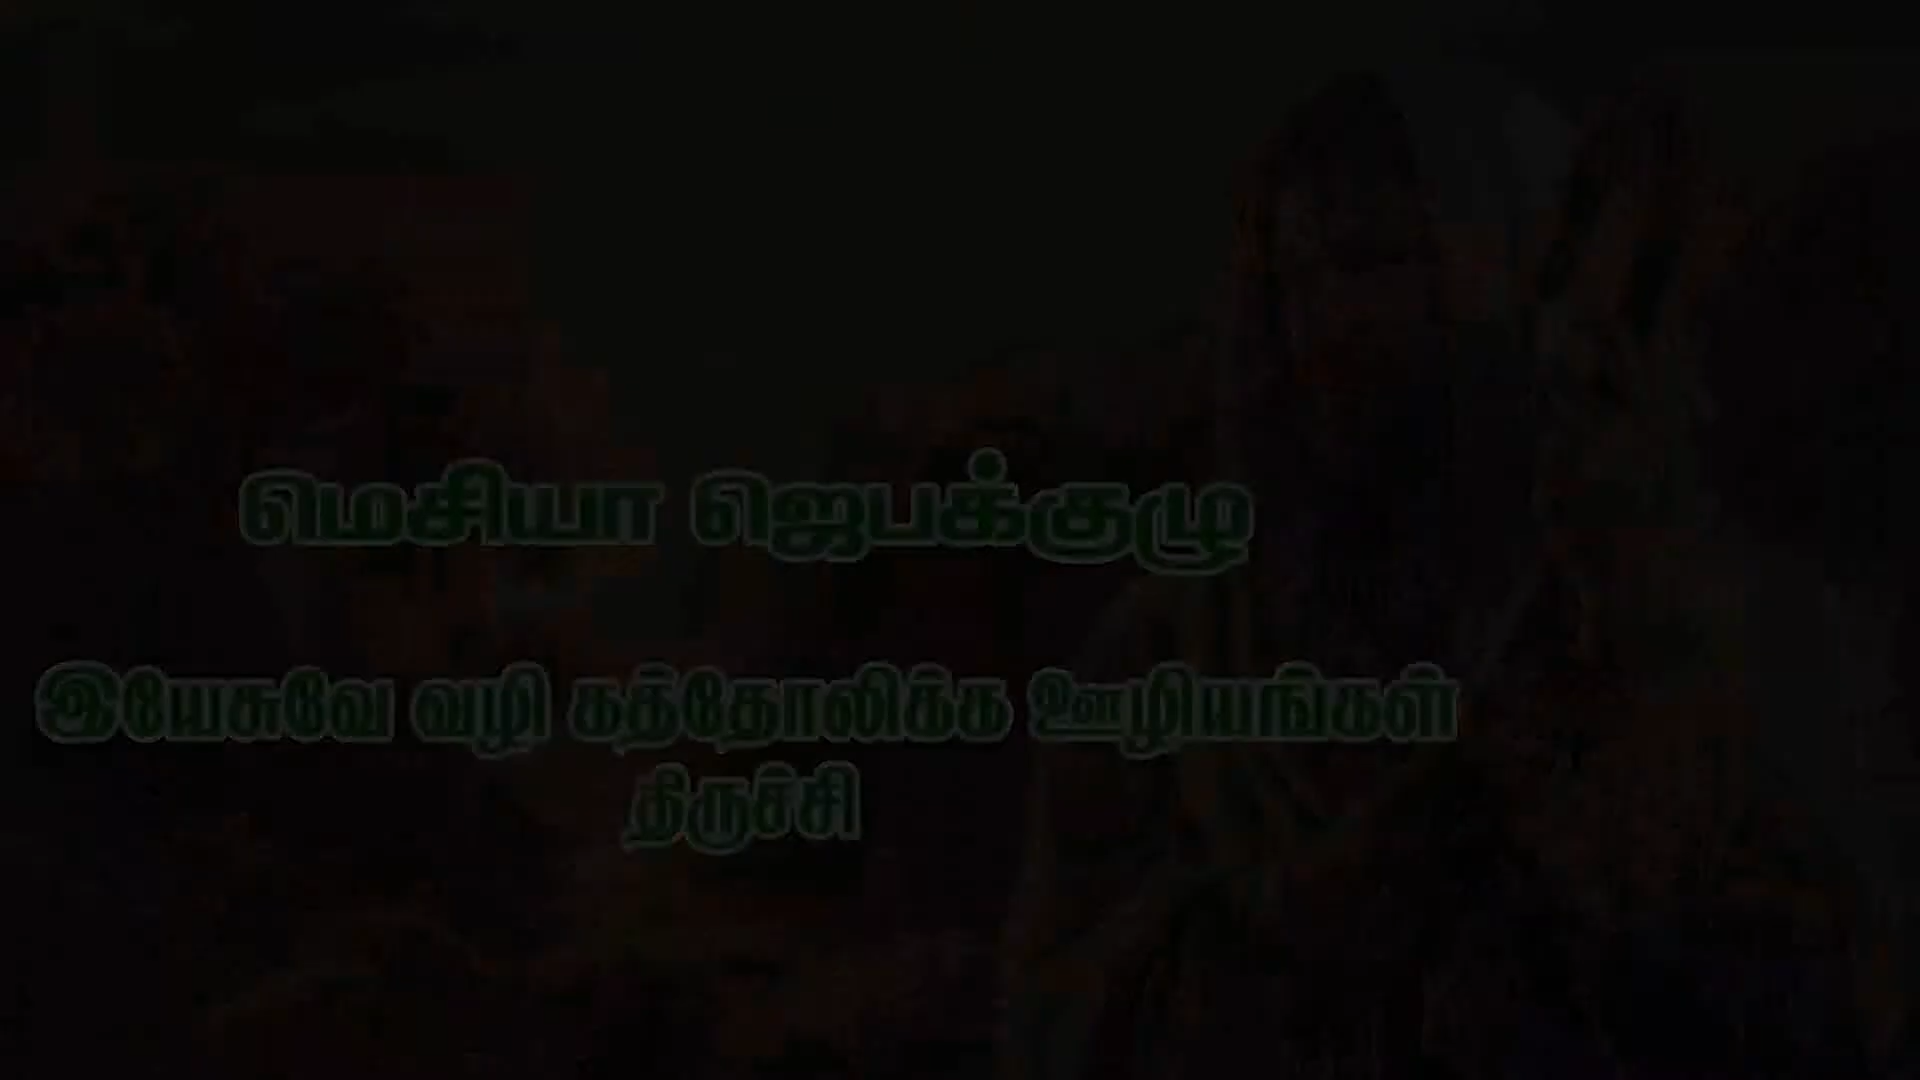 மெசியா ஜெபக்குழு
இயேசுவே வழி கத்தோலிக்க ஊழியங்கள்
திருச்சி